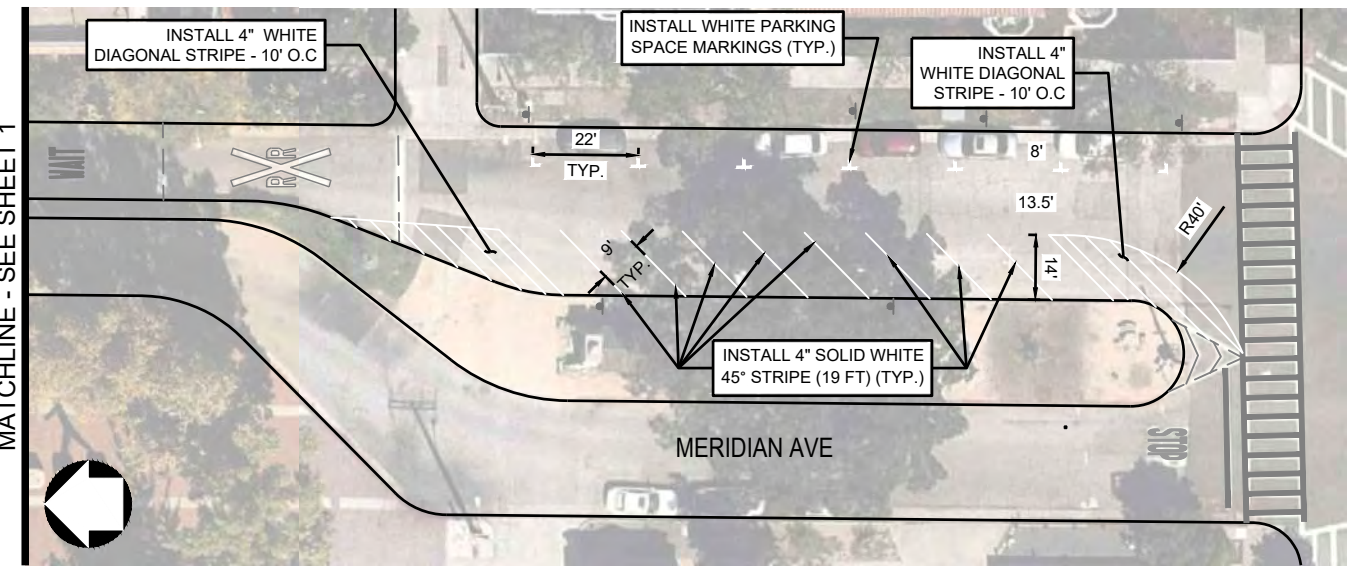 MATCHLINE - SEE SHEET 1
INSTALL 4" WHITE
DIAGONAL STRIPE - 10' O.C
INSTALL WHITE PARKING
SPACE MARKINGS (TYP.)
INSTALL 4"
WHITE DIAGONAL
STRIPE - 10' O.C
WAIT
R R
22'
TYP.
8'
13.5'
R40'
9'
TYP.
14'
INSTALL 4" SOLID WHITE
45° STRIPE (19 FT) (TYP.)
MERIDIAN AVE
STOP